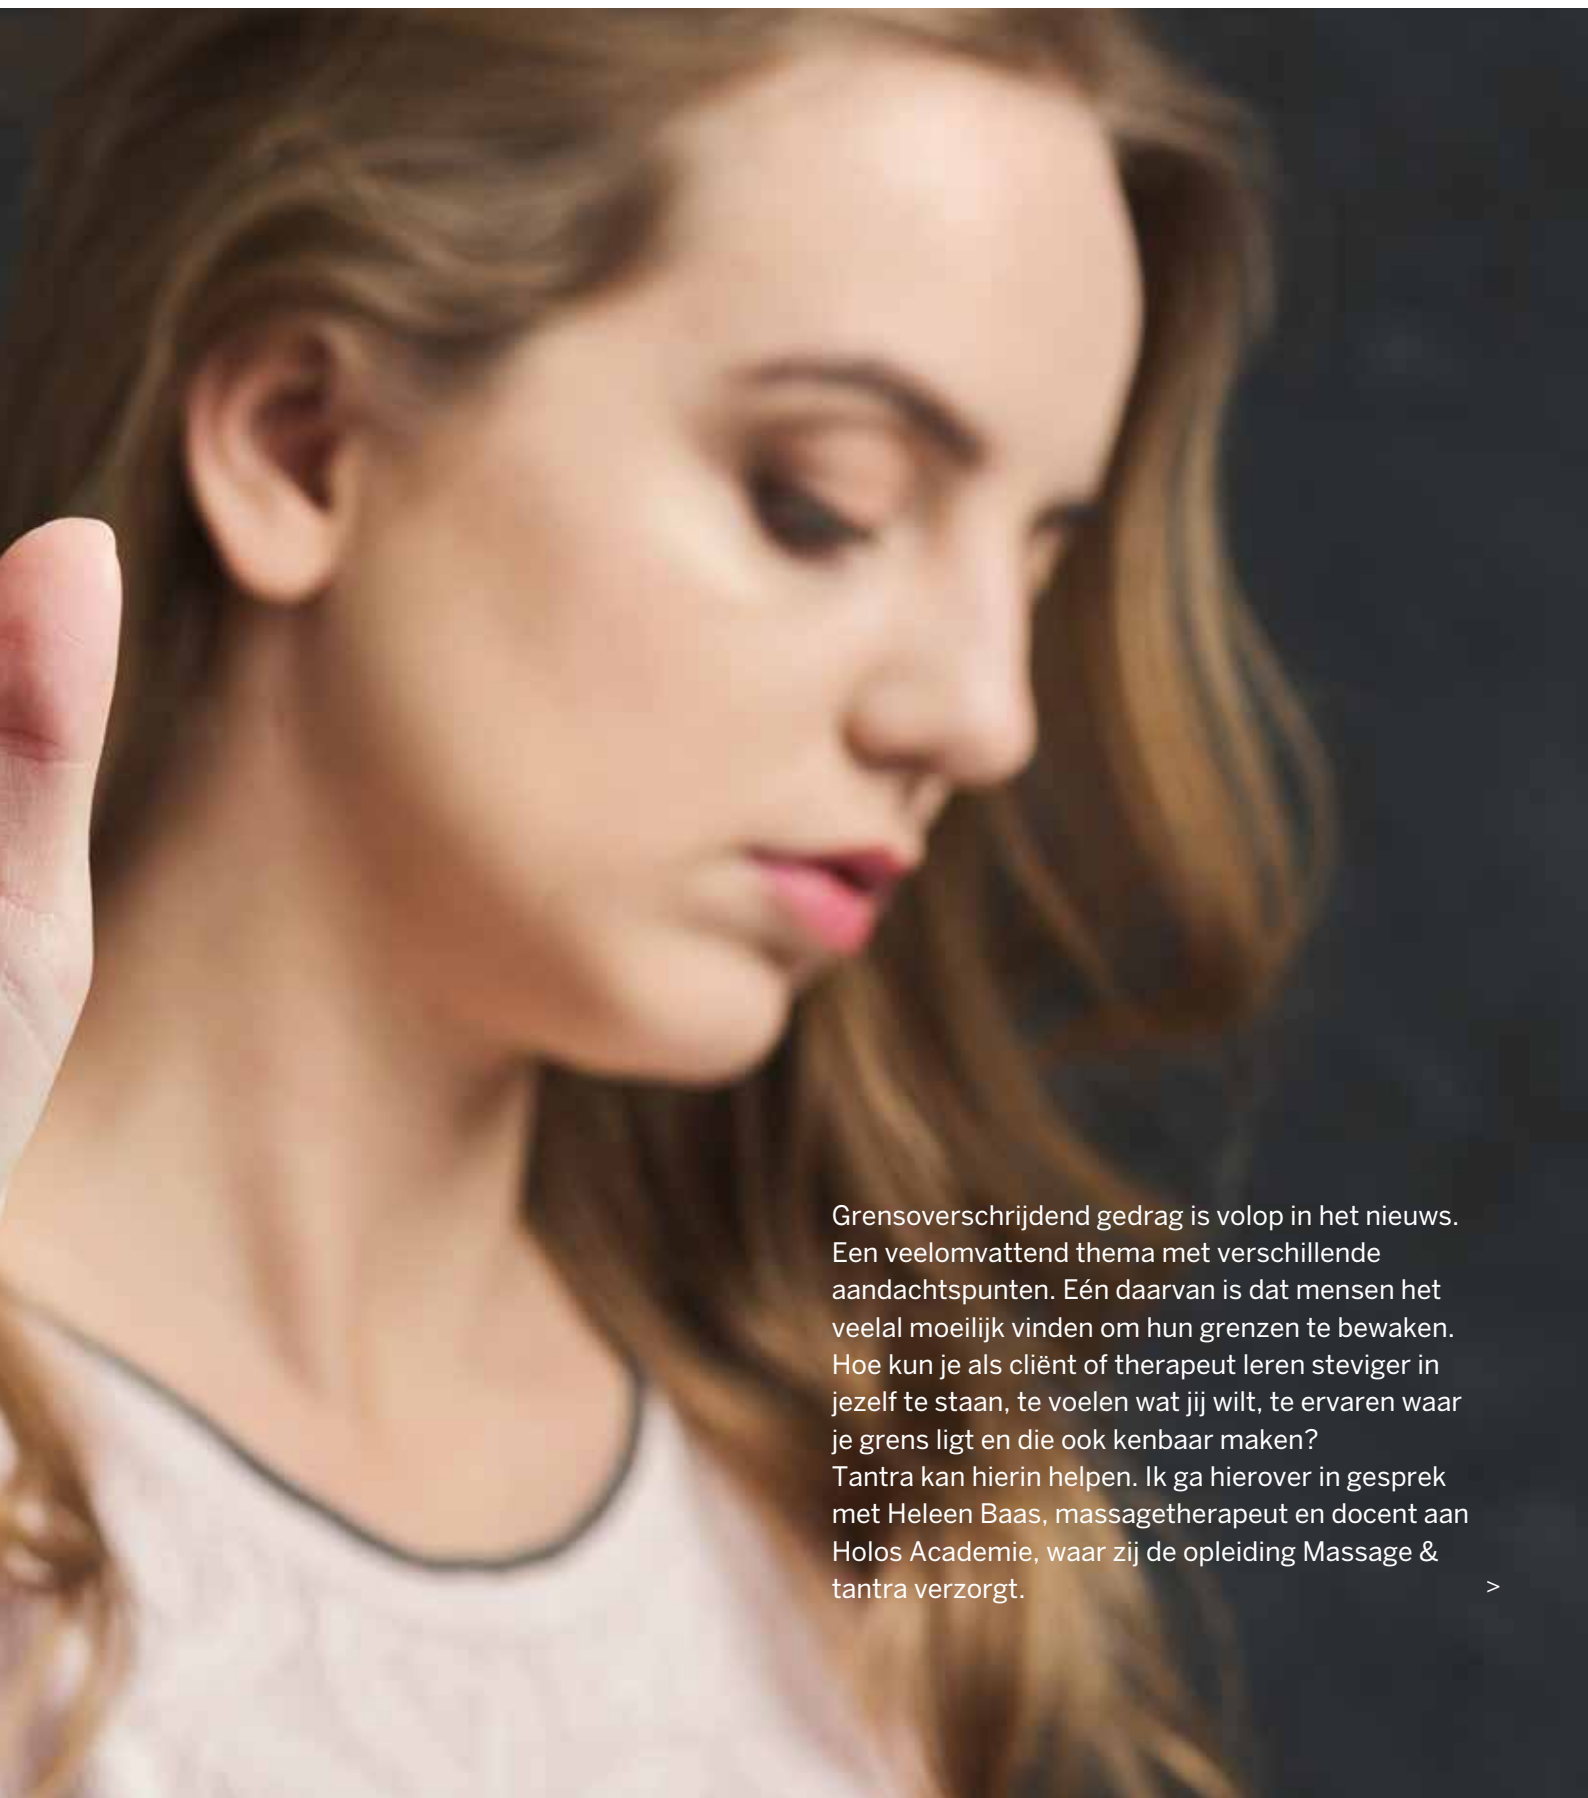 Grensoverschrijdend gedrag is volop in het nieuws.
Een veelomvattend thema met verschillende
aandachtspunten. Eén daarvan is dat mensen het
veelal moeilijk vinden om hun grenzen te bewaken.
Hoe kun je als cliënt of therapeut leren steviger in
jezelf te staan, te voelen wat jij wilt, te ervaren waar
je grens ligt en die ook kenbaar maken?
Tantra kan hierin helpen. Ik ga hierover in gesprek
met Heleen Baas, massagetherapeut en docent aan
Holos Academie, waar zij de opleiding Massage &
tantra verzorgt.
>